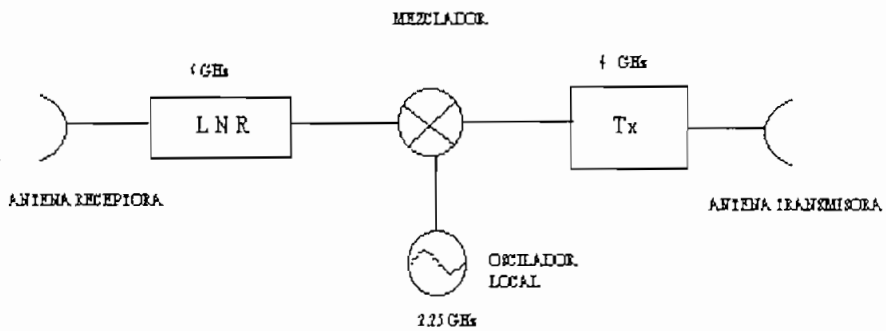 MEZCLADOR
GHz
4 GHz
L N R
Tx
ANTENA RECEPTORA
ANTENA TRANSMISORA
OSCILADOR
LOCAL
2.25 GHz